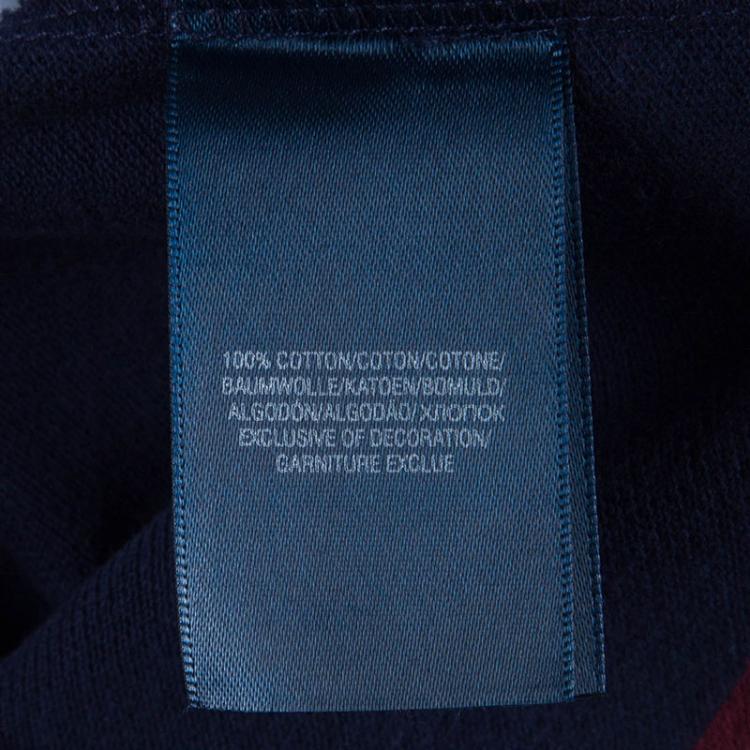 100% COTTON/COTON/COTONE/
BAUMWOLLE/KATOEN/BOMULD/
ALGODÓN/ALGODÃO/ХЛОПОК
EXCLUSIVE OF DECORATION/
GARNITURE EXCLUE